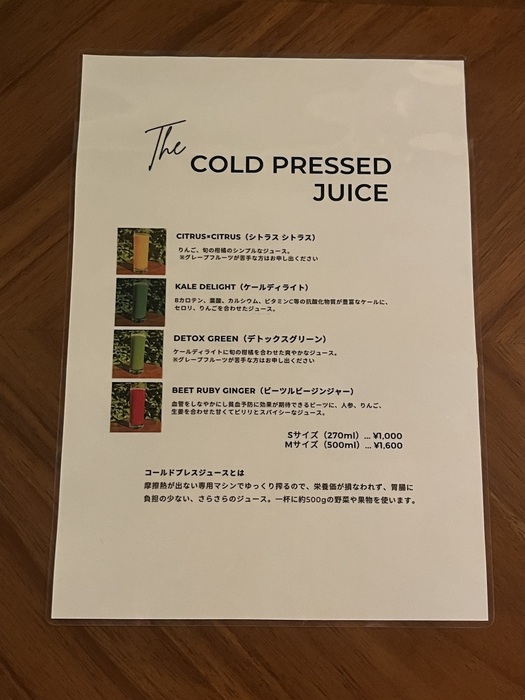 The
COLD PRESSED
JUICE
CITRUS×CITRUS（シトラス シトラス）
りんご、旬の柑橘のシンプルなジュース。
※グレープフルーツが苦手な方はお申し出ください
KALE DELIGHT（ケールディライト）
Βカロテン、葉酸、カルシウム、ビタミンC等の抗酸化物質が豊富なケールに、
セロリ、りんごを合わせたジュース。
DETOX GREEN（デトックスグリーン）
ケールディライトに旬の柑橘を合わせた爽やかなジュース。
※グレープフルーツが苦手な方はお申し出ください
BEET RUBY GINGER（ビーツルビージンジャー）
血管をしなやかにし貧血予防に効果が期待できるビーツに、人参、りんご、
生姜を合わせた甘くてピリリとスパイシーなジュース。
Sサイズ（270ml）... ¥1,000
Mサイズ（500ml）... ¥1,600
コールドプレスジュースとは
摩擦熱が出ない専用マシンでゆっくり搾るので、栄養価が損なわれず、胃腸に
負担の少ない、さらさらのジュース。一杯に約500gの野菜や果物を使います。